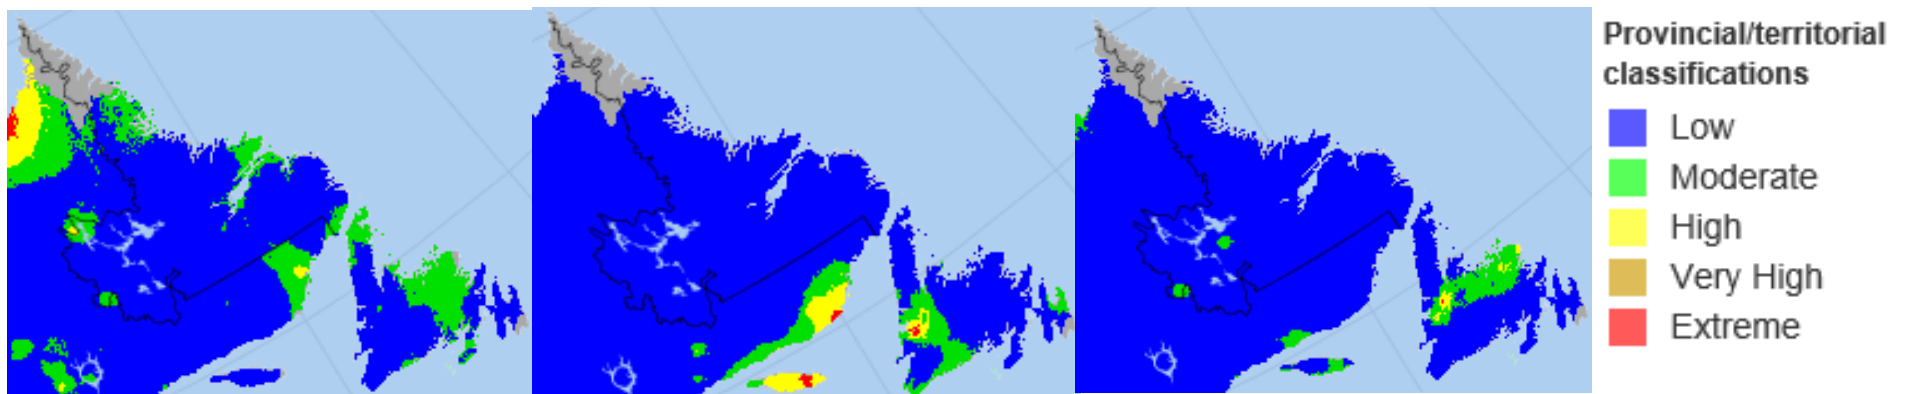 Provincial/territorial
classifications
Low
Moderate
High
Very High
Extreme